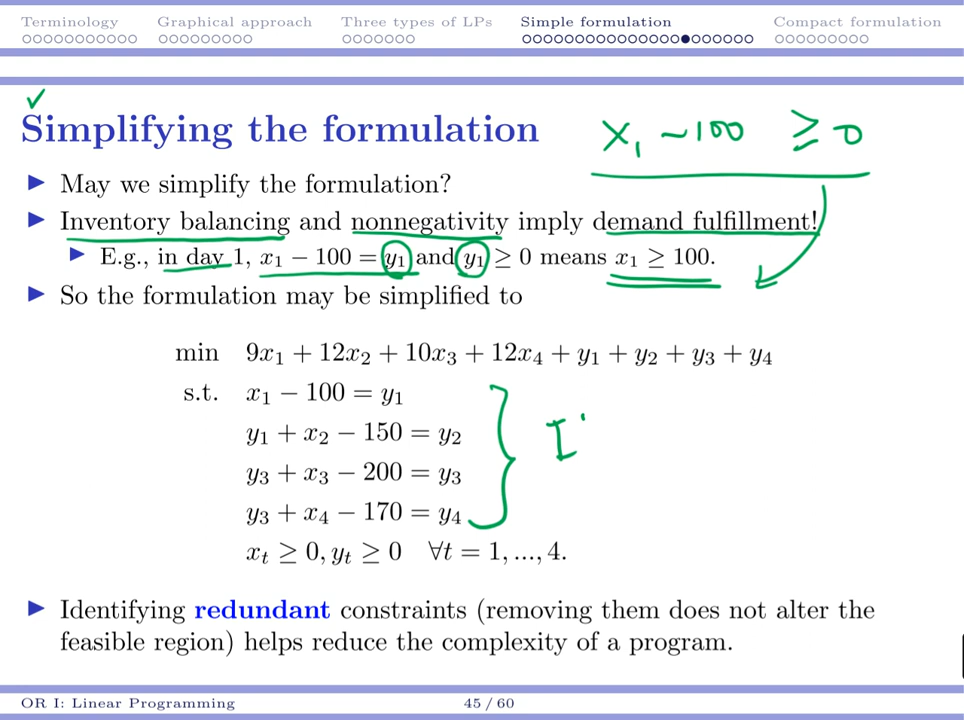 Terminology Graphical approach Three types of LPs Simple formulation Compact formulation
Simplifying the formulation
x₁ − 100 ≥ 0
▶ May we simplify the formulation?
▶ Inventory balancing and nonnegativity imply demand fulfillment!
▶ E.g., in day 1, x₁ − 100 = y₁ and y₁ ≥ 0 means x₁ ≥ 100.
▶ So the formulation may be simplified to
min 9x₁ + 12x₂ + 10x₃ + 12x₄ + y₁ + y₂ + y₃ + y₄
s.t. x₁ − 100 = y₁
y₁ + x₂ − 150 = y₂
I
y₃ + x₃ − 200 = y₃
y₃ + x₄ − 170 = y₄
xₜ ≥ 0, yₜ ≥ 0 ∀t = 1, ..., 4.
▶ Identifying redundant constraints (removing them does not alter the
feasible region) helps reduce the complexity of a program.
OR I: Linear Programming 45 / 60